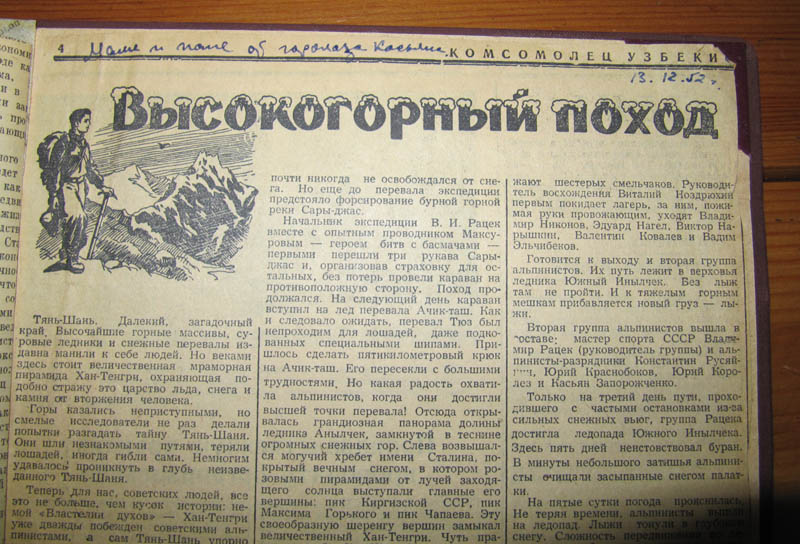 4 Маме и папе от горолаза Касьяна. КОМСОМОЛЕЦ УЗБЕКИ
13.12.52 г.
Высокогорный поход
Тянь-Шань. Далекий, загадочный
край. Высочайшие горные массивы, су-
ровые ледники и снежные перевалы из-
давна манили к себе людей. Но веками
здесь стоит величественная мраморная
пирамида Хан-Тенгри, охраняющая по-
добно стражу это царство льда, снега и
камня от вторжения человека.
Горы казались неприступными, но
смелые исследователи не раз делали
попытки разгадать тайну Тянь-Шаня.
Они шли незнакомыми путями, теряли
лошадей, иногда гибли сами. Немногим
удавалось проникнуть в глубь неизве-
данного Тянь-Шаня.
Теперь для нас, советских людей, все
это не больше, чем кусок истории: не-
мой «Властелин духов» — Хан-Тенгри
уже дважды побежден советскими аль-
пинистами, а сам Тянь-Шань упорно
почти никогда не освобождался от сне-
га. Но еще до перевала экспедиции
предстояло форсирование бурной горной
реки Сары-джас.
Начальник экспедиции В. И. Рацек
вместе с опытным проводником Максу-
ровым — героем битв с басмачами —
первыми перешли три рукава Сары-
джас и, организовав страховку для ос-
тальных, без потерь провели караван на
противоположную сторону. Поход про-
должался. На следующий день караван
вступил на лед перевала Ачик-таш. Как
и следовало ожидать, перевал Тюз был
непроходим для лошадей, даже подко-
ванных специальными шипами. При-
шлось сделать пятикилометровый крюк
на Ачик-таш. Его пересекли с большими
трудностями. Но какая радость охвати-
ла альпинистов, когда они достигли
высшей точки перевала! Отсюда откры-
валась грандиозная панорама долины
ледника Анылчек, замкнутой в теснине
огромных снежных гор. Слева возвышал-
ся могучий хребет имени Сталина, по-
крытый вечным снегом, в котором ро-
зовыми пирамидами от лучей заходя-
щего солнца выступали главные его
вершины: пик Киргизской ССР, пик
Максима Горького и пик Чапаева. Эту
своеобразную шеренгу вершин замыкал
величественный Хан-Тенгри. Чуть пра-
жают шестерых смельчаков. Руководи-
тель восхождения Виталий Ноздрюхин
первым покидает лагерь, за ним, пожи-
мая руки провожающим, уходят Влади-
мир Никонов, Эдуард Нагел, Виктор На-
рышкин, Валентин Ковалев и Вадим
Эльчибеков.
Готовится к выходу и вторая группа
альпинистов. Их путь лежит в верховья
ледника Южный Инылчек. Без лыж
там не пройти. И к тяжелым горным
мешкам прибавляется новый груз — лы-
жи.
Вторая группа альпинистов вышла в
составе: мастер спорта СССР Влади-
мир Рацек (руководитель группы) и аль-
пинисты-разрядники Константин
Юрий Краснобоков, Юрий Коро-
лез и Касьян Запорожченко.
Только на третий день пути, прохо-
дившего с частыми остановками из-за
сильных снежных вьюг, группа Рацека
достигла ледопада Южного Инылчека.
Здесь пять дней неистовствовал буран.
В минуты небольшого затишья альпини-
сты очищали засыпанные снегом палат-
ки.
На пятые сутки погода прояснилась.
Не теряя времени, альпинисты вышли
на ледопад. Лыжи тонули в глубоком
снегу. Сложность